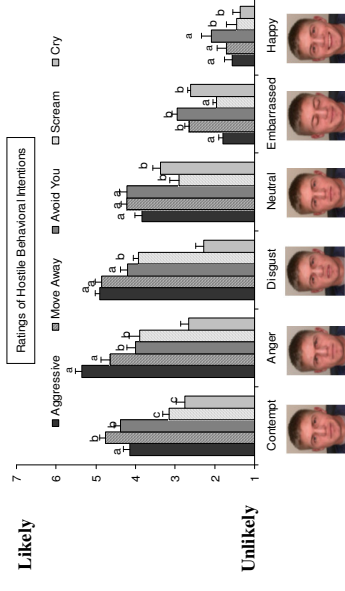 Ratings of Hostile Behavioral Intentions
Aggressive Move Away Avoid You Scream Cry
Likely
7
6
5
4
3
2
1
Unlikely
a b b c c
a a b b
a a a b
a a a b b
a b b a b
a a a b b
Contempt Anger Disgust Neutral Embarrassed Happy